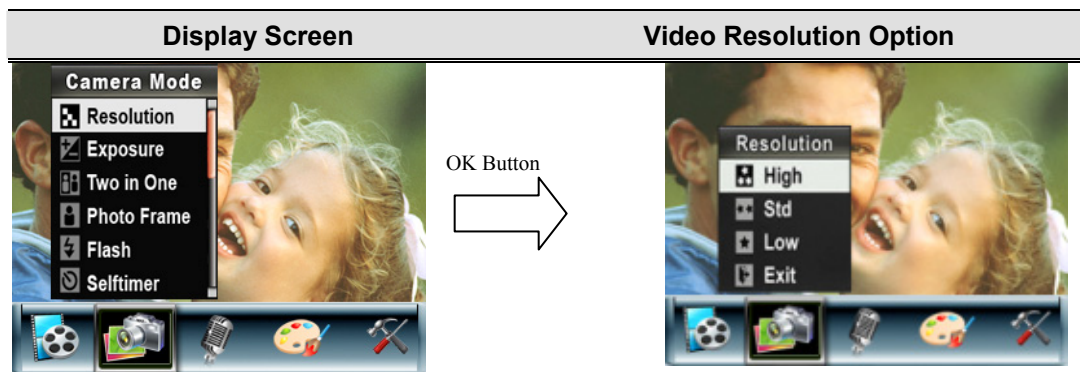 Display Screen
Video Resolution Option
Camera Mode
Resolution
Exposure
Two in One
Photo Frame
Flash
Selftimer
OK Button
Resolution
High
Std
Low
Exit